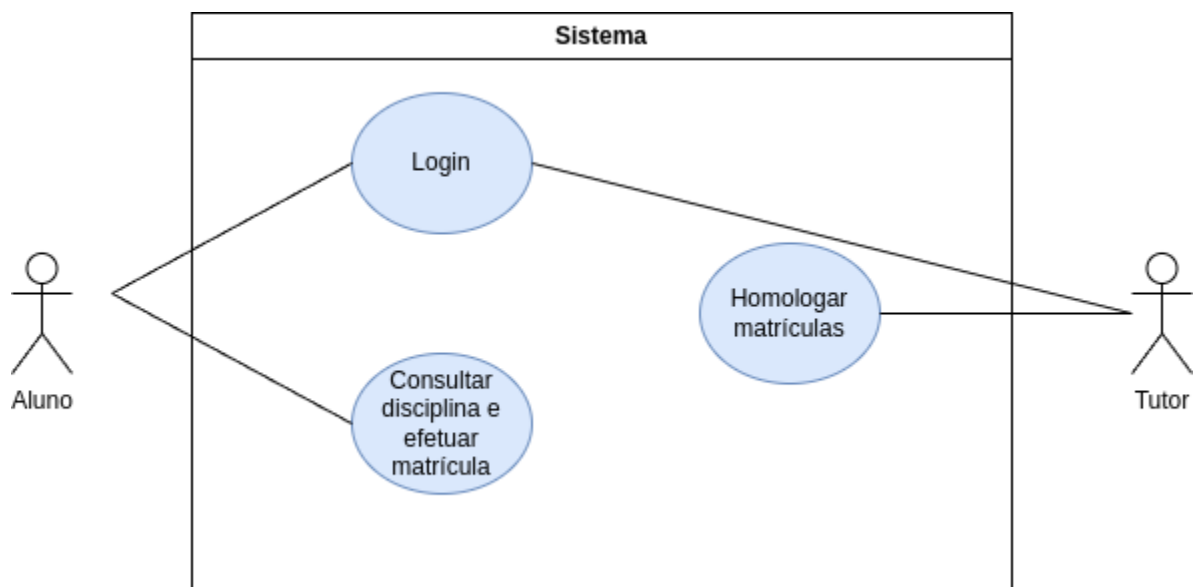 Sistema
Login
Homologar
matrículas
Consultar
disciplina e
efetuar
matrícula
Aluno
Tutor